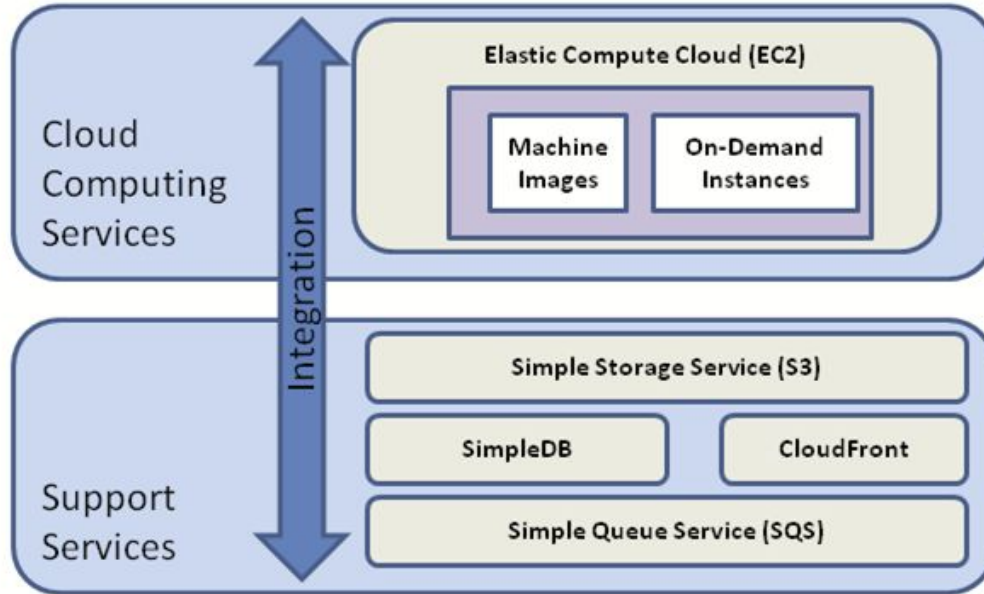 Cloud
Computing
Services
Elastic Compute Cloud (EC2)
Machine
Images
On-Demand
Instances
Integration
Support
Services
Simple Storage Service (S3)
SimpleDB
CloudFront
Simple Queue Service (SQS)